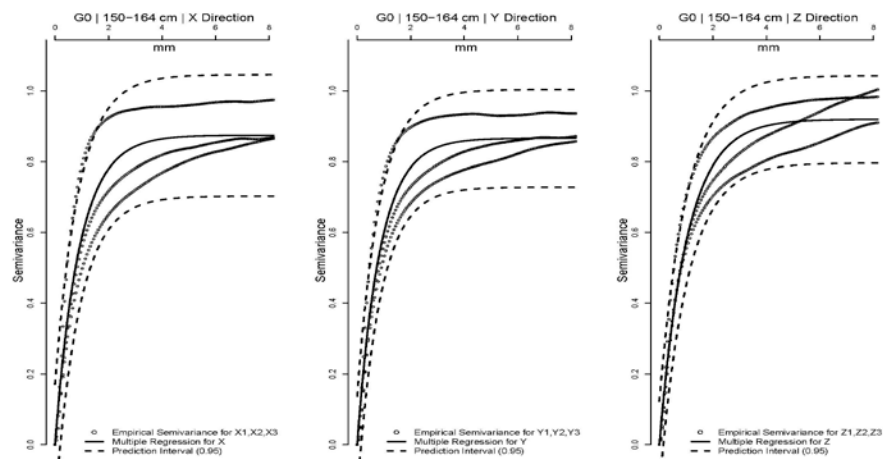 G0 | 150−164 cm | X Direction
0 2 4 6 8
mm
Semivariance
0.0 0.2 0.4 0.6 0.8 1.0
Empirical Semivariance for X1,X2,X3
Multiple Regression for X
Prediction Interval (0.95)
G0 | 150−164 cm | Y Direction
0 2 4 6 8
mm
Semivariance
0.0 0.2 0.4 0.6 0.8 1.0
Empirical Semivariance for Y1,Y2,Y3
Multiple Regression for Y
Prediction Interval (0.95)
G0 | 150−164 cm | Z Direction
0 2 4 6 8
mm
Semivariance
0.0 0.2 0.4 0.6 0.8 1.0
Empirical Semivariance for Z1,Z2,Z3
Multiple Regression for Z
Prediction Interval (0.95)